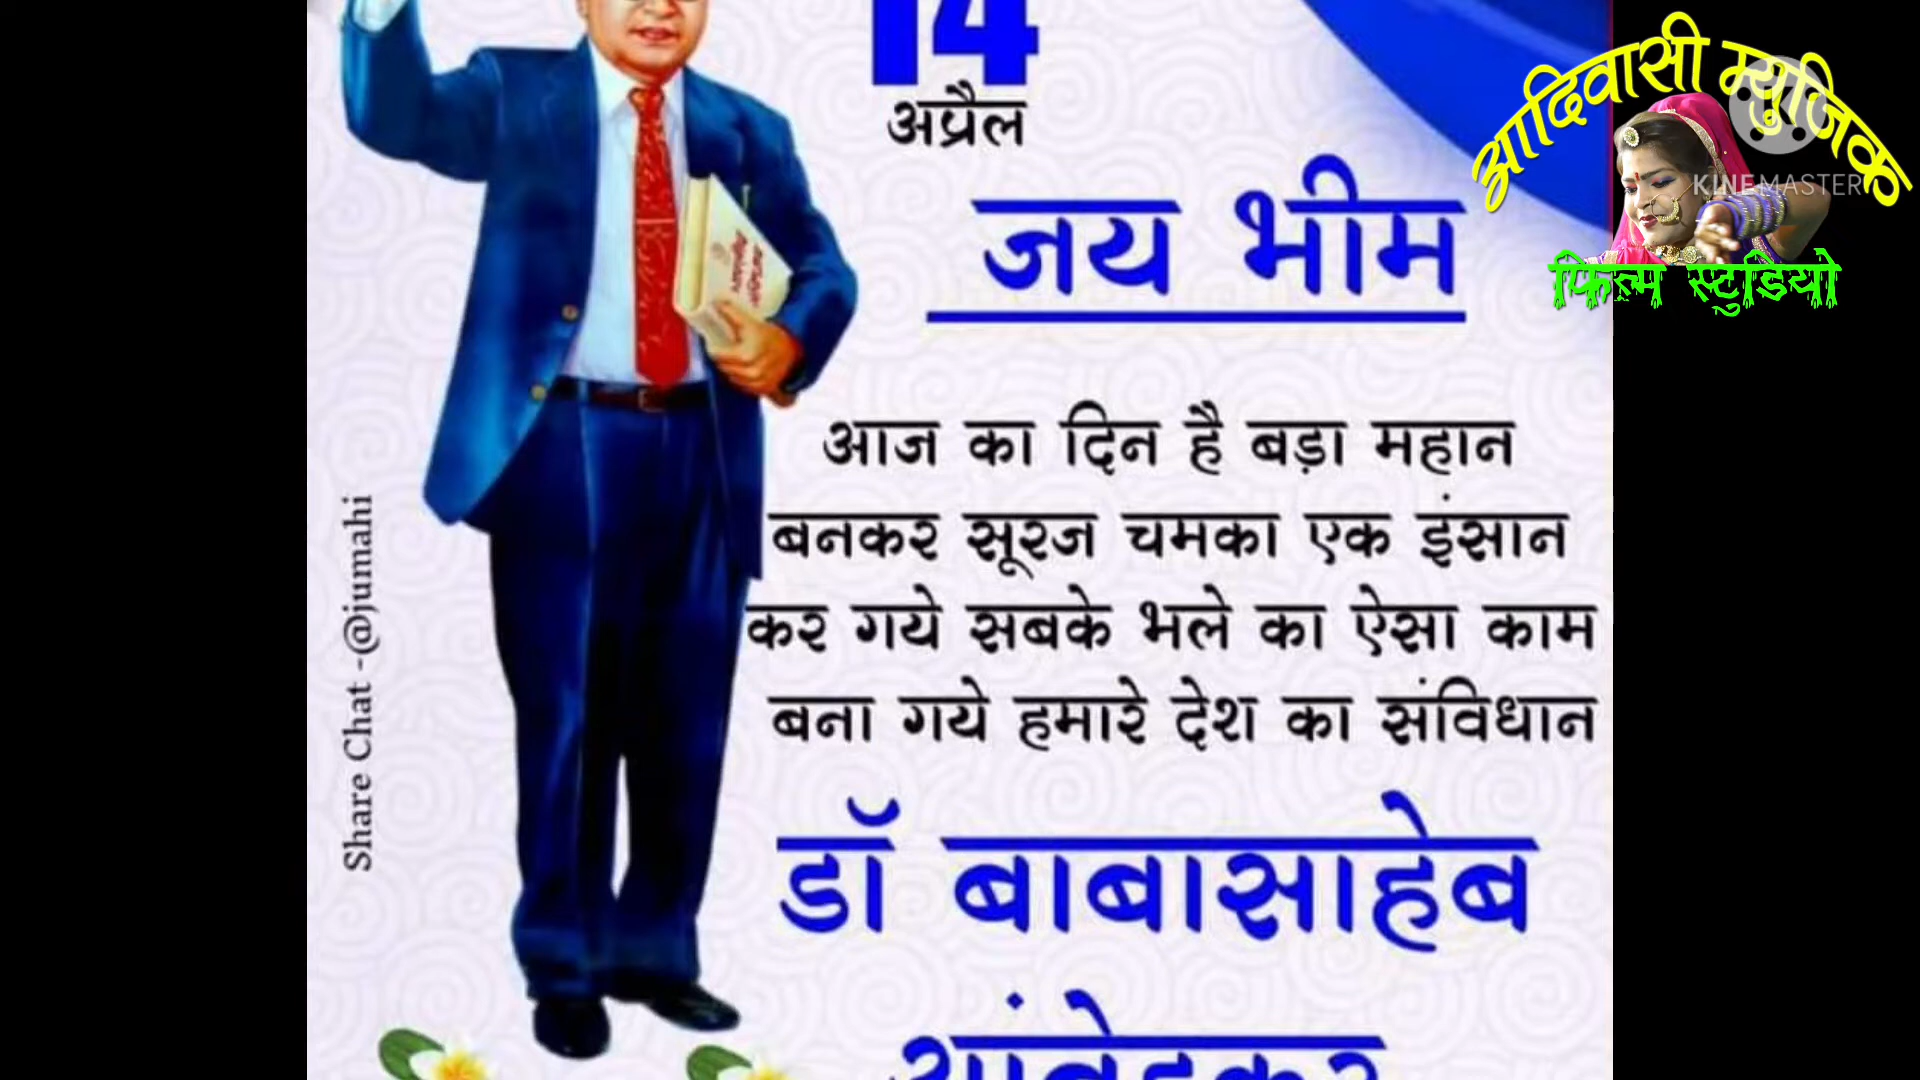 14
अप्रैल
जय भीम
आज का दिन है बड़ा महान
बनकर सूरज चमका एक इंसान
कर गये सबके भले का ऐसा काम
बना गये हमारे देश का संविधान
डॉ बाबासाहेब
आंबेडकर
Share Chat -@jumahi
आदिवासी म्युजिक
KINEMASTER
फिल्म स्टुडियो